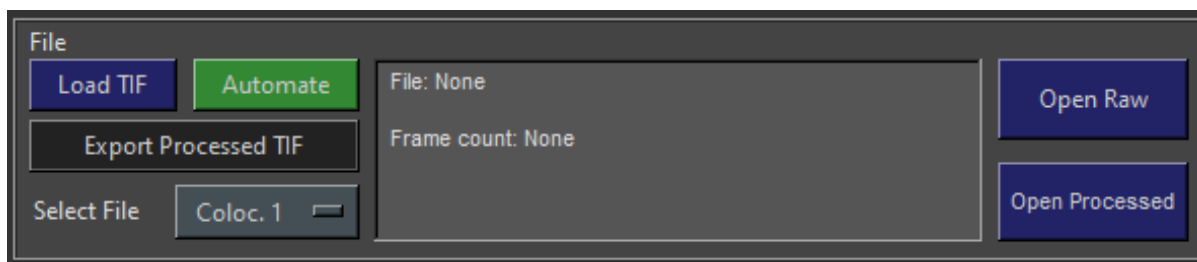 File
Load TIF
Automate
Export Processed TIF
Select File
Coloc. 1
File: None
Frame count: None
Open Raw
Open Processed